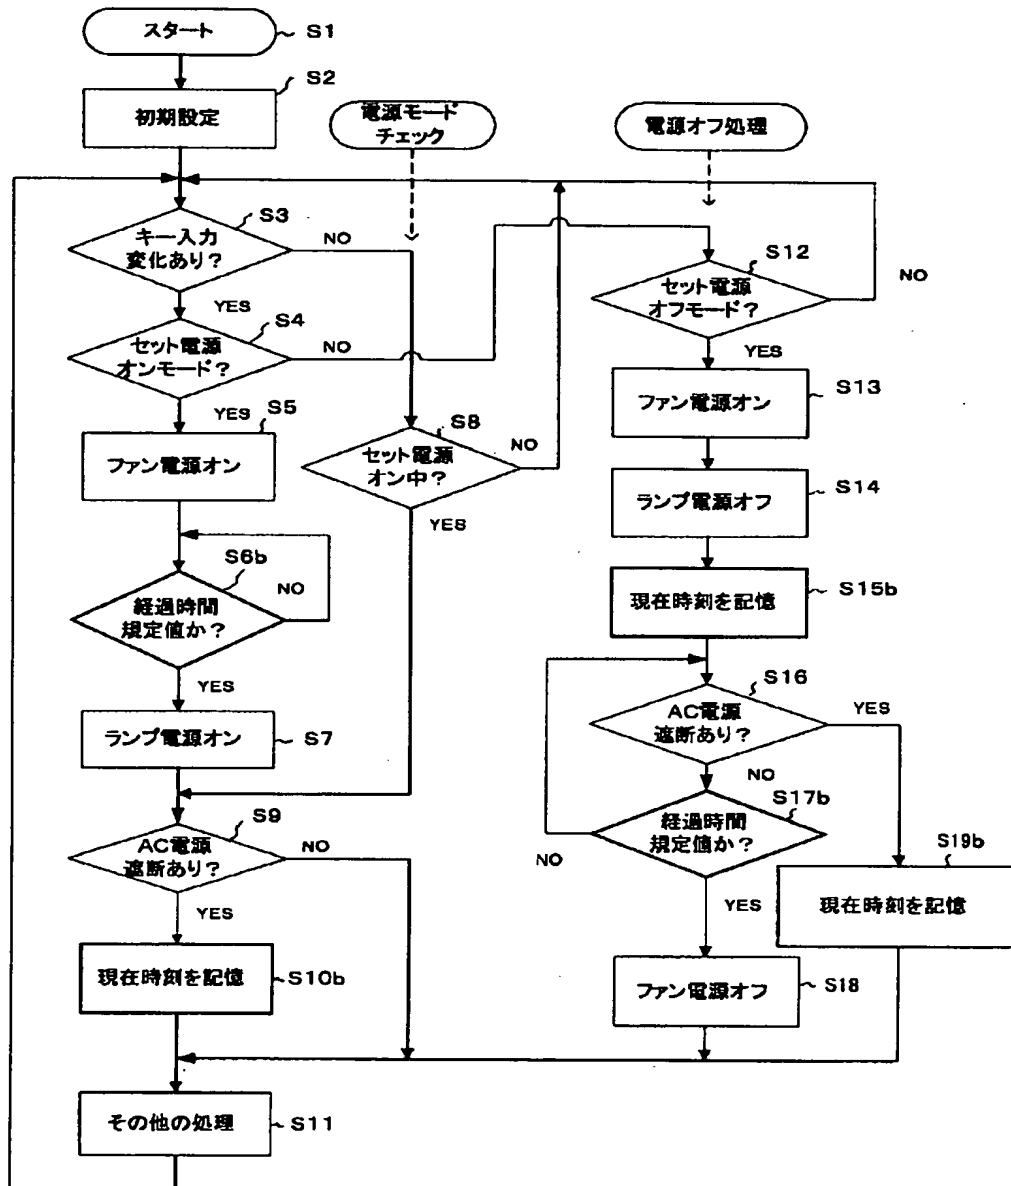 スタート
S1
S2
初期設定
電源モード
チェック
電源オフ処理
S3
キー入力
変化あり?
NO
YES
S4
セット電源
オンモード?
NO
YES
S5
ファン電源オン
S6b
NO
経過時間
規定値か?
YES
ランプ電源オン
S7
S8
セット電源
オン中?
NO
YES
S9
AC電源
遮断あり?
NO
YES
現在時刻を記憶
S10b
その他の処理
S11
S12
セット電源
オフモード?
NO
YES
ファン電源オン
S13
ランプ電源オフ
S14
現在時刻を記憶
S15b
S16
AC電源
遮断あり?
YES
NO
S17b
経過時間
規定値か?
NO
YES
S19b
現在時刻を記憶
ファン電源オフ
S18